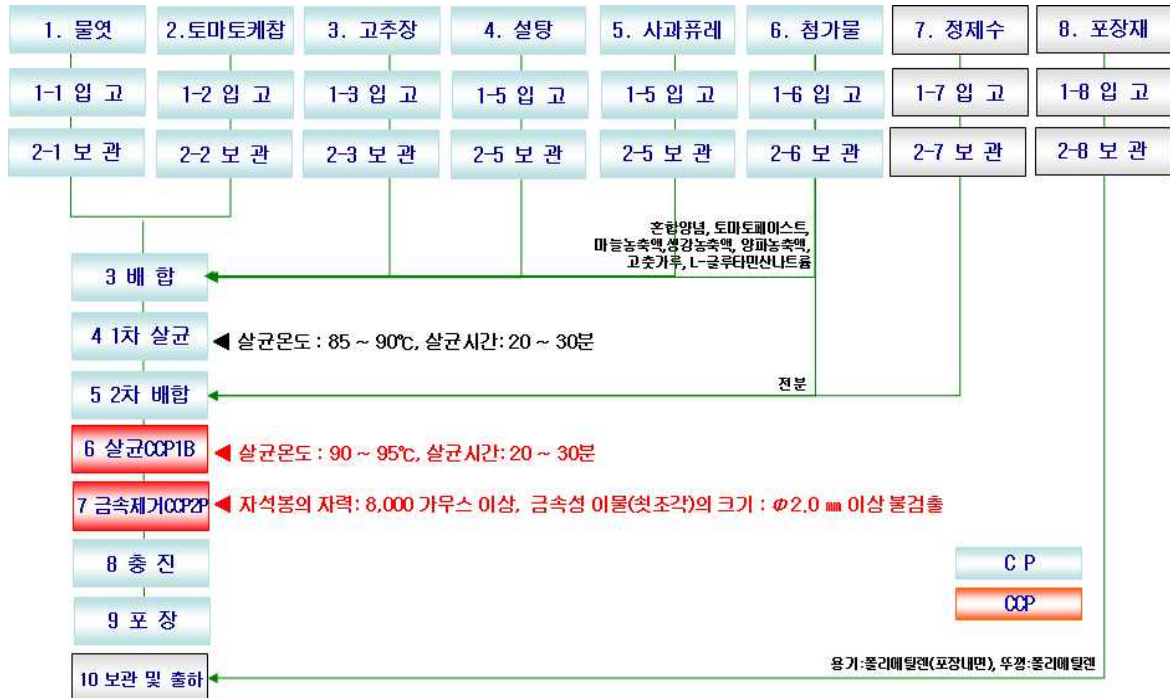 1. 물엿
2.토마토케찹
3. 고추장
4. 설탕
5. 사과퓨레
6. 첨가물
7. 정제수
8. 포장재
1-1 입 고
1-2 입 고
1-3 입 고
1-5 입 고
1-5 입 고
1-6 입 고
1-7 입 고
1-8 입 고
2-1 보 관
2-2 보 관
2-3 보 관
2-5 보 관
2-5 보 관
2-6 보 관
2-7 보 관
2-8 보 관
혼합양념, 토마토페이스트,
마늘농축액,생강농축액, 양파농축액,
고춧가루, L-글루타민산나트륨
3 배 합
4 1차 살균
◀ 살균온도 : 85 ~ 90℃, 살균시간: 20 ~ 30분
전분
5 2차 배합
6 살균CCP1B
◀ 살균온도 : 90 ~ 95℃, 살균시간: 20 ~ 30분
7 금속제거CCP2P
◀ 자석봉의 자력: 8,000 가우스 이상, 금속성 이물(쇳조각)의 크기 : Φ2.0 ㎜ 이상 불검출
8 충 진
C P
CCP
9 포 장
용기:폴리에틸렌(포장내면), 뚜껑:폴리에틸렌
10 보관 및 출하